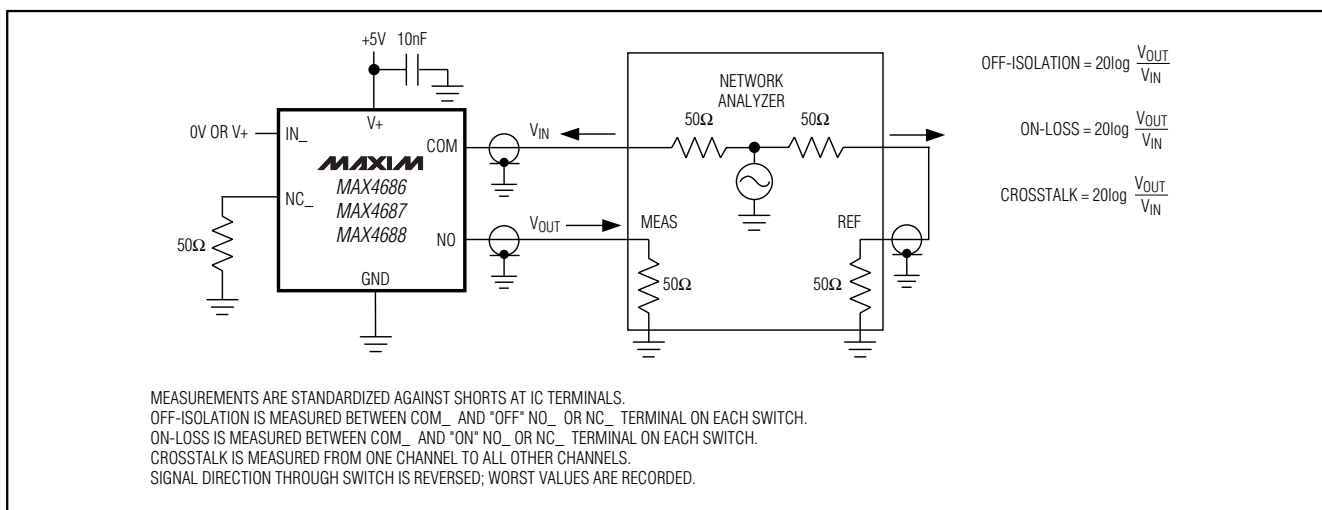 +5V 10nF
V+
0V OR V+
IN_
COM
MAXIM
MAX4686
MAX4687
MAX4688
NC_
NO
GND
50Ω
VIN
VOUT
NETWORK
ANALYZER
50Ω
50Ω
MEAS
REF
50Ω
50Ω
OFF-ISOLATION = 20log VOUT
VIN
ON-LOSS = 20log VOUT
VIN
CROSSTALK = 20log VOUT
VIN
MEASUREMENTS ARE STANDARDIZED AGAINST SHORTS AT IC TERMINALS.
OFF-ISOLATION IS MEASURED BETWEEN COM_ AND "OFF" NO_ OR NC_ TERMINAL ON EACH SWITCH.
ON-LOSS IS MEASURED BETWEEN COM_ AND "ON" NO_ OR NC_ TERMINAL ON EACH SWITCH.
CROSSTALK IS MEASURED FROM ONE CHANNEL TO ALL OTHER CHANNELS.
SIGNAL DIRECTION THROUGH SWITCH IS REVERSED; WORST VALUES ARE RECORDED.